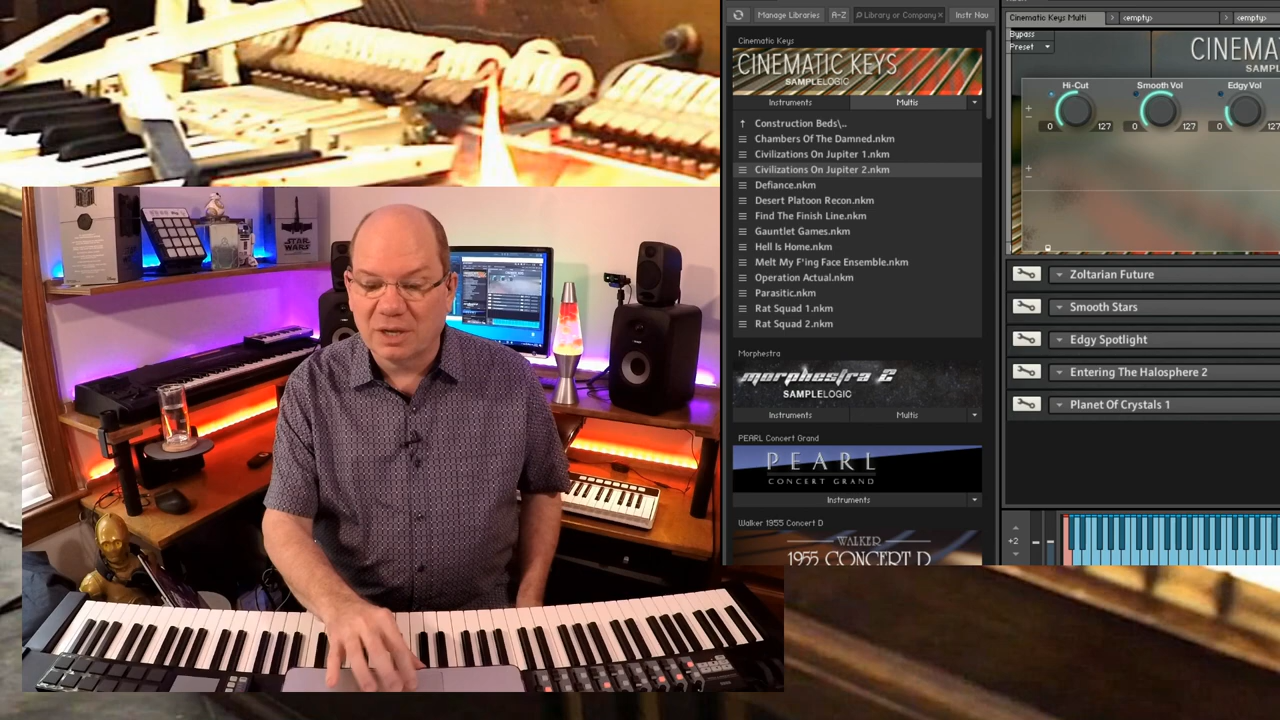 Manage Libraries
A-Z
Library or Company
Instr Nav
Cinematic Keys
CINEMATIC KEYS
SAMPLELOGIC
Instruments
Multis
Construction Beds\..
Chambers Of The Damned.nkm
Civilizations On Jupiter 1.nkm
Civilizations On Jupiter 2.nkm
Defiance.nkm
Desert Platoon Recon.nkm
Find The Finish Line.nkm
Gauntlet Games.nkm
Hell Is Home.nkm
Melt My F'ing Face Ensemble.nkm
Operation Actual.nkm
Parasitic.nkm
Rat Squad 1.nkm
Rat Squad 2.nkm
Morphestra
morphestra 2
SAMPLELOGIC
Instruments
Multis
PEARL Concert Grand
PEARL
CONCERT GRAND
Instruments
Walker 1955 Concert D
WALKER
1955 CONCERT D
Cinematic Keys Multi
<empty>
<empty>
Bypass
Preset
CINEMA
SAMPL
Hi-Cut
Smooth Vol
Edgy Vol
0 127
0 127
0 127
Zoltarian Future
Smooth Stars
Edgy Spotlight
Entering The Halosphere 2
Planet Of Crystals 1
+2
STAR
WARS